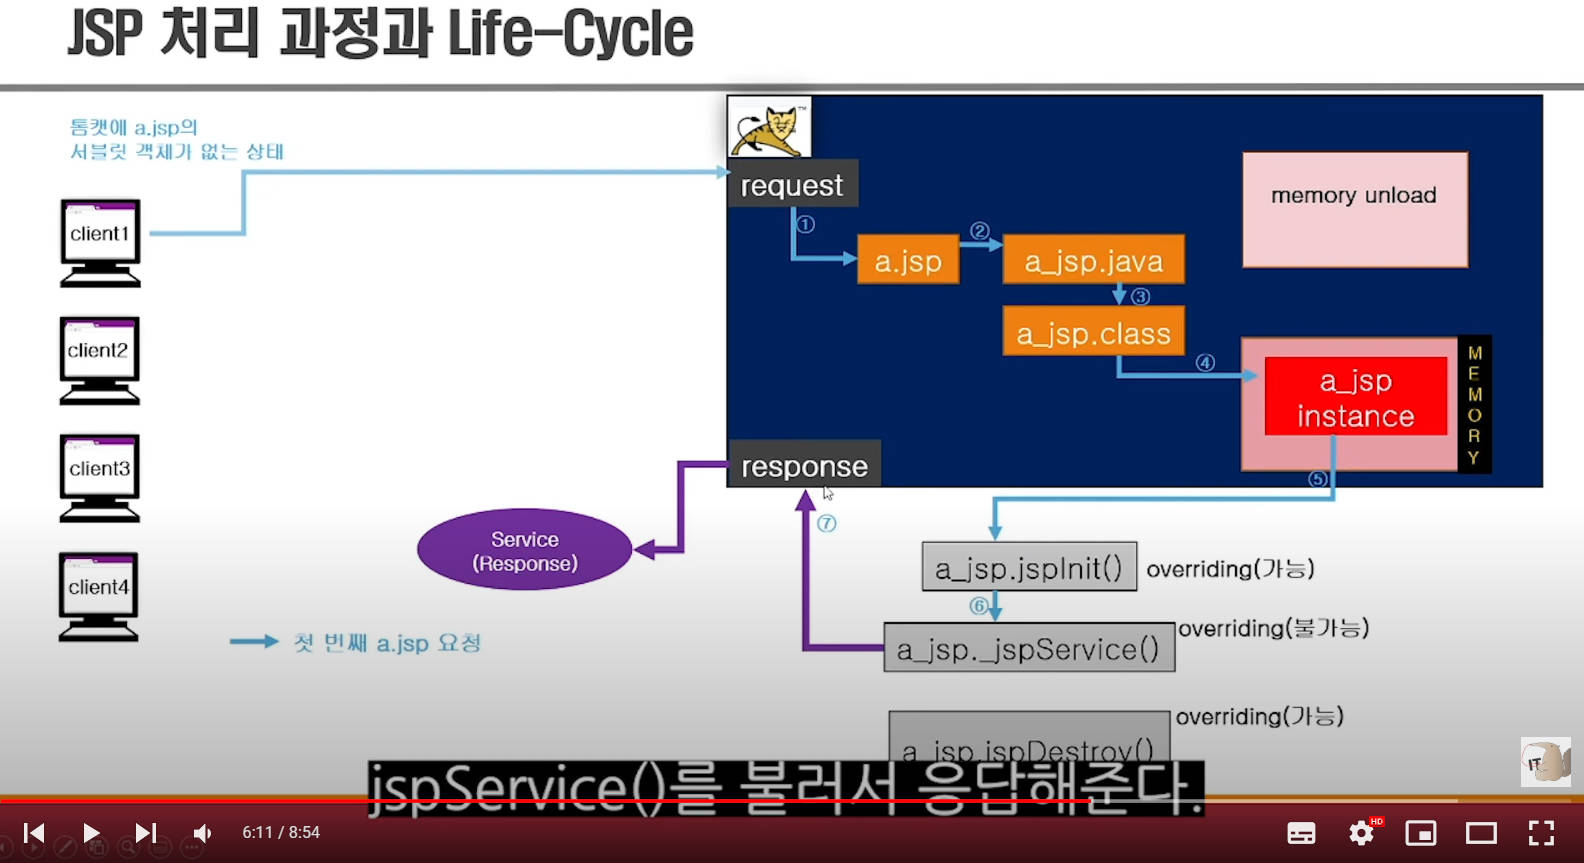 JSP 처리 과정과 Life-Cycle
톰캣에 a.jsp의
서블릿 객체가 없는 상태
TM
request
memory unload
client1
①
②
a.jsp
a_jsp.java
③
a_jsp.class
client2
④
M
E
M
O
R
Y
a_jsp
instance
client3
response
⑤
⑦
Service
(Response)
a_jsp.jspInit()
overriding(가능)
client4
⑥
overriding(불가능)
첫 번째 a.jsp 요청
a_jsp._jspService()
overriding(가능)
a_jsp.jspDestroy()
IT
jspService()를 불러서 응답해준다.
6:11 / 8:54
HD